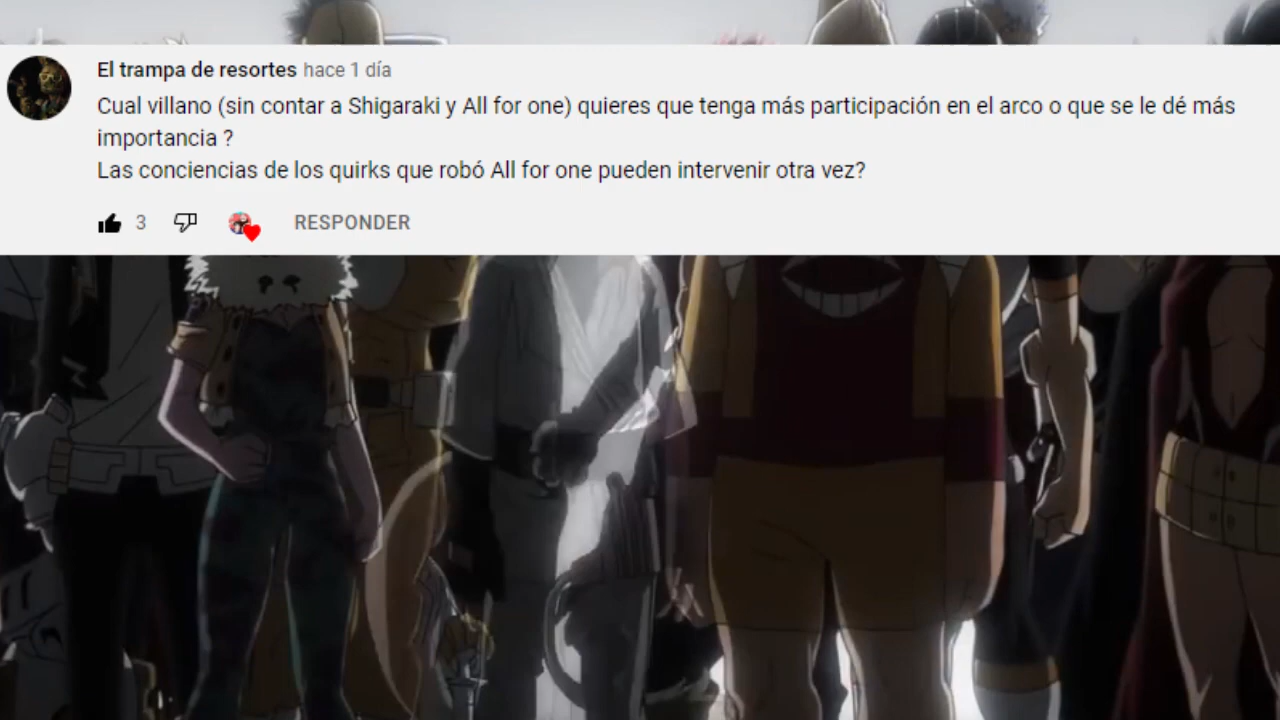 El trampa de resortes hace 1 día
Cual villano (sin contar a Shigaraki y All for one) quieres que tenga más participación en el arco o que se le dé más
importancia ?
Las conciencias de los quirks que robó All for one pueden intervenir otra vez?
3 RESPONDER